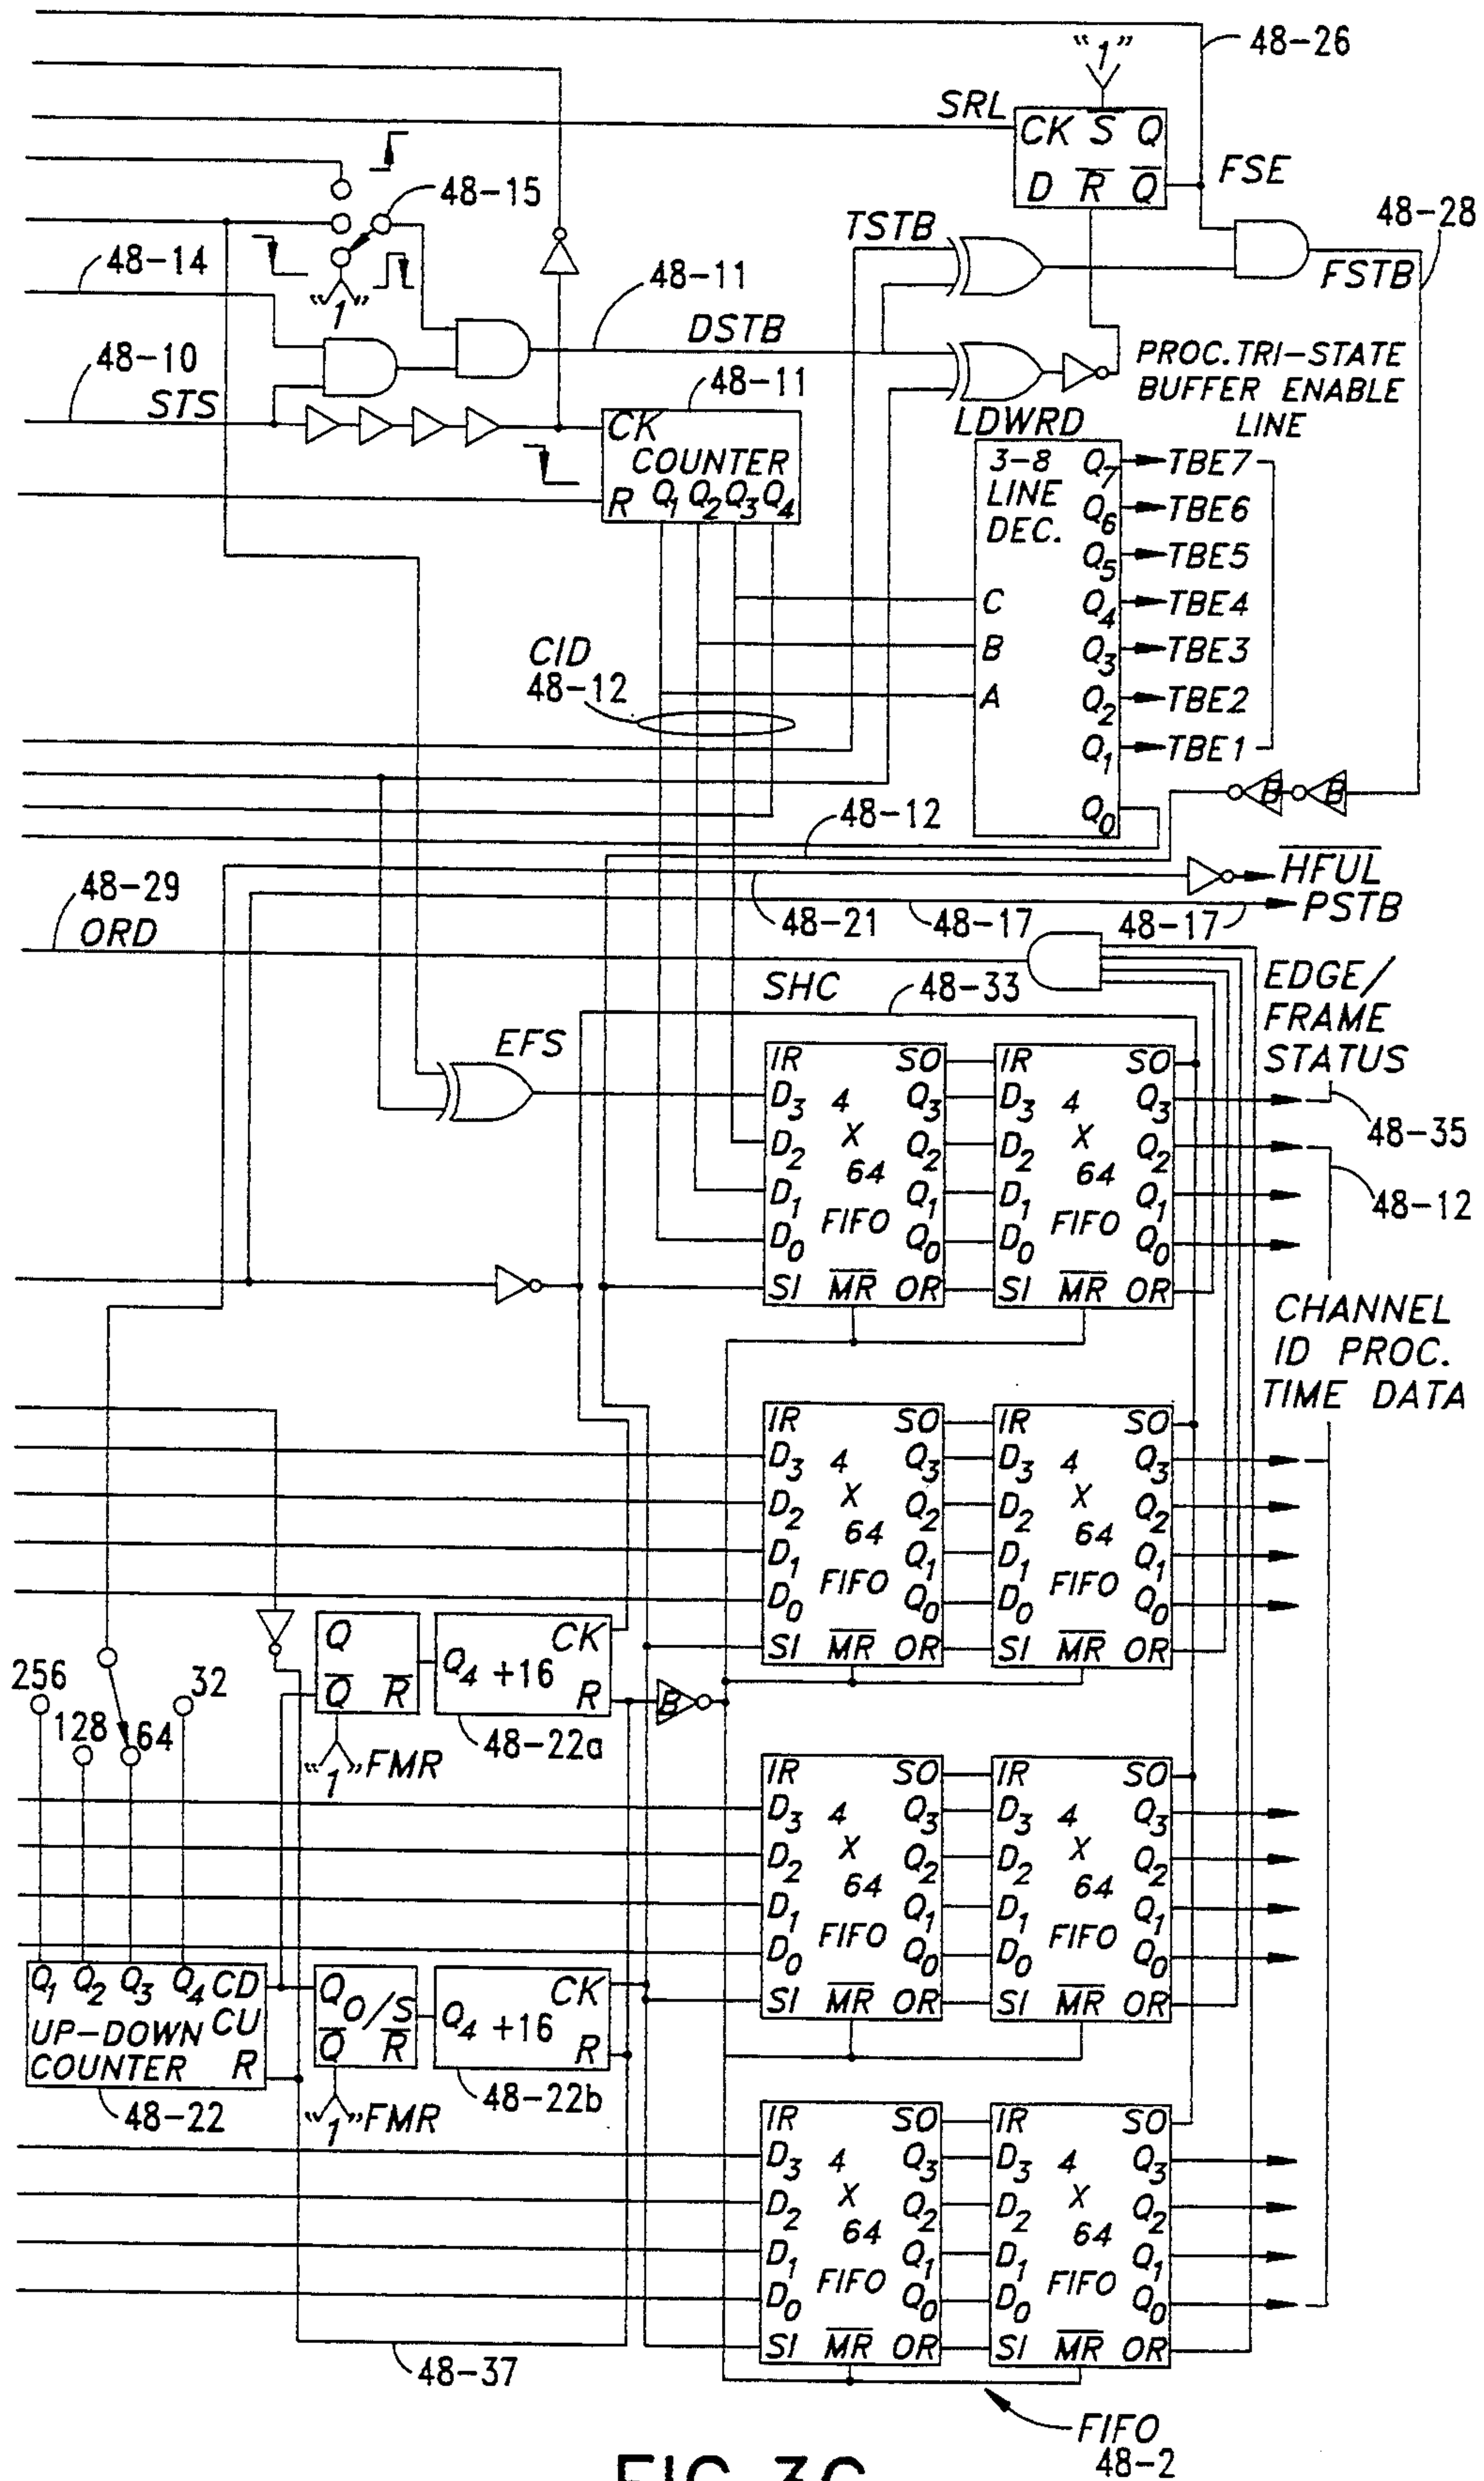 48-26
"1"
SRL
CK S̅ Q
D R̅ Q̅
FSE
48-15
TSTB
48-28
48-14
"1"
48-11
FSTB
DSTB
48-10
STS
48-11
PROC.TRI-STATE
BUFFER ENABLE
LINE
LDWRD
CK
COUNTER
R Q1 Q2 Q3 Q4
3-8
LINE
DEC.
Q7 TBE7
Q6 TBE6
Q5 TBE5
C Q4 TBE4
B Q3 TBE3
A Q2 TBE2
Q1 TBE1
Q0
CID
48-12
B B
48-12
H̅F̅U̅L̅
PSTB
48-29
ORD
48-21
48-17
48-17
SHC
48-33
EDGE/
FRAME
STATUS
EFS
IR SO IR SO
D3 4 Q3 D3 4 Q3
D2 X Q2 D2 X Q2
64 64
D1 Q1 D1 Q1
FIFO FIFO
D0 Q0 D0 Q0
SI M̅R̅ OR SI M̅R̅ OR
48-35
48-12
CHANNEL
ID PROC.
TIME DATA
IR SO IR SO
D3 4 Q3 D3 4 Q3
D2 X Q2 D2 X Q2
64 64
D1 Q1 D1 Q1
FIFO FIFO
D0 Q0 D0 Q0
SI M̅R̅ OR SI M̅R̅ OR
Q
Q̅ R̅
CK
Q4 +16
R
B
48-22a
"1" FMR
256
128
64
32
IR SO IR SO
D3 4 Q3 D3 4 Q3
D2 X Q2 D2 X Q2
64 64
D1 Q1 D1 Q1
FIFO FIFO
D0 Q0 D0 Q0
SI M̅R̅ OR SI M̅R̅ OR
Q1 Q2 Q3 Q4 CD
UP-DOWN CU
COUNTER R
48-22
Q0/S
Q̅ R̅
CK
Q4 +16
R
48-22b
"1" FMR
IR SO IR SO
D3 4 Q3 D3 4 Q3
D2 X Q2 D2 X Q2
64 64
D1 Q1 D1 Q1
FIFO FIFO
D0 Q0 D0 Q0
SI M̅R̅ OR SI M̅R̅ OR
48-37
FIFO
48-2
FIG. 3C